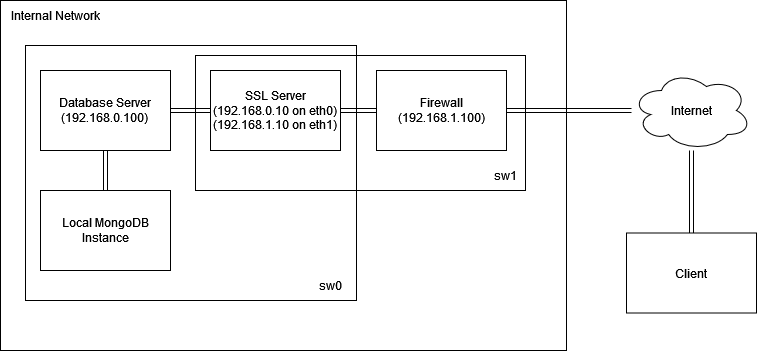 Internal Network
Database Server
(192.168.0.100)
SSL Server
(192.168.0.10 on eth0)
(192.168.1.10 on eth1)
Firewall
(192.168.1.100)
Internet
sw1
Local MongoDB
Instance
sw0
Client